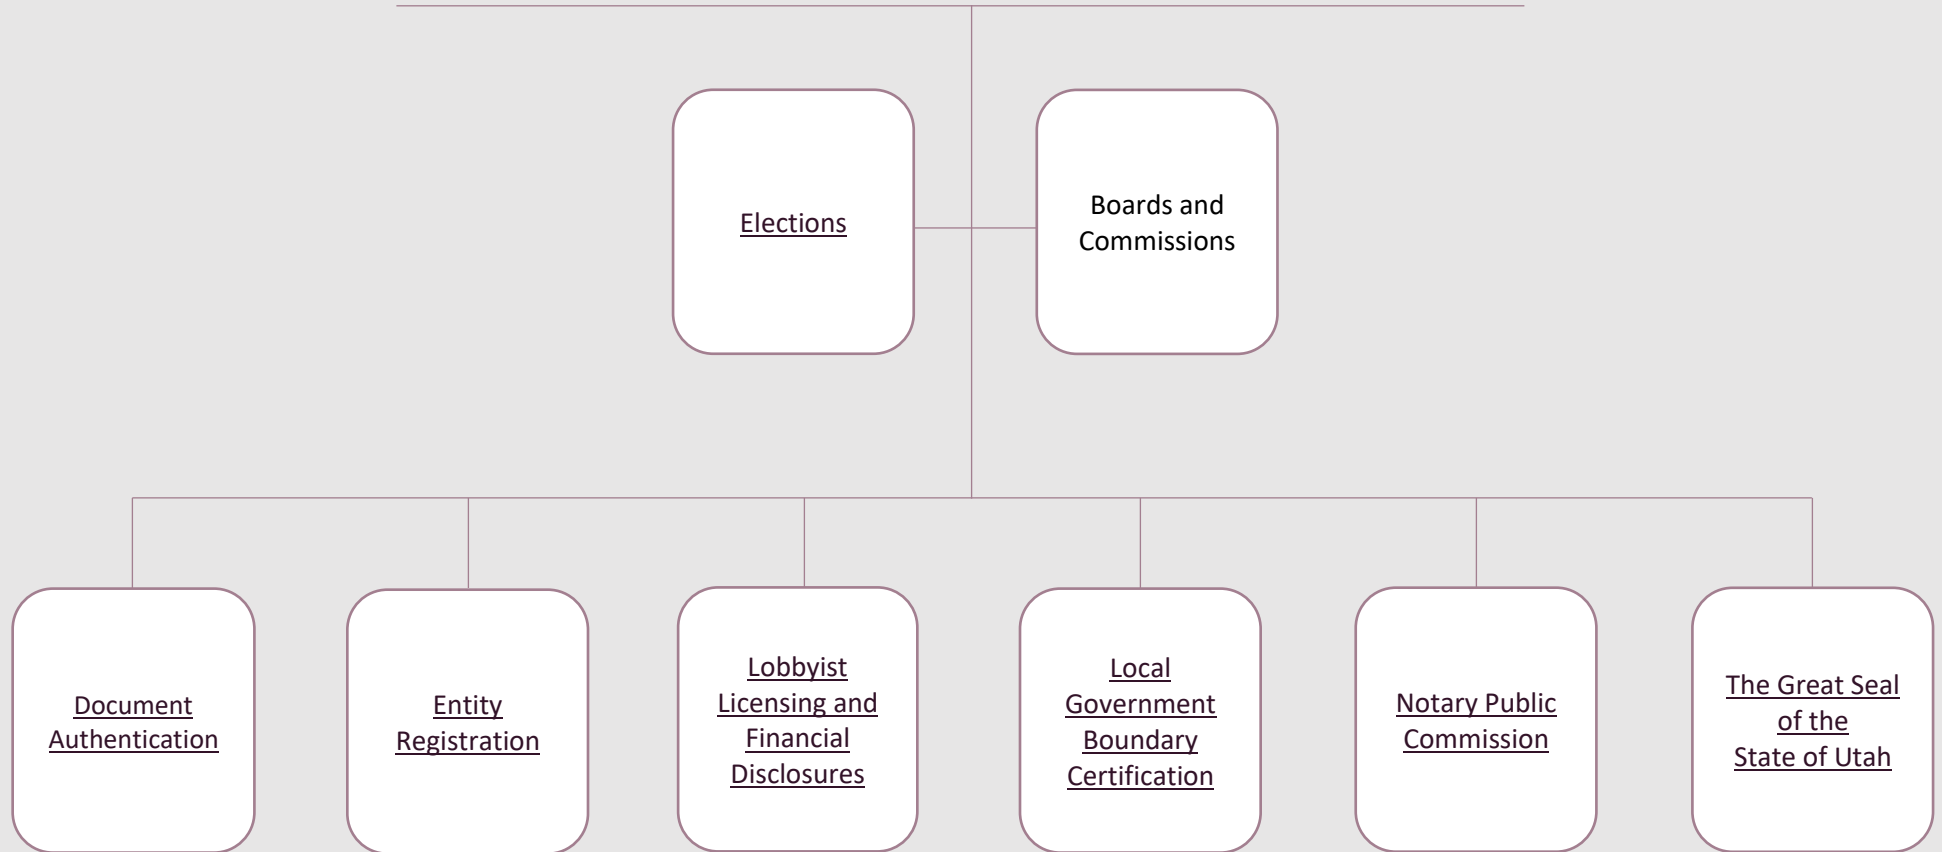 Elections
Boards and
Commissions
Document
Authentication
Entity
Registration
Lobbyist
Licensing and
Financial
Disclosures
Local
Government
Boundary
Certification
Notary Public
Commission
The Great Seal
of the
State of Utah